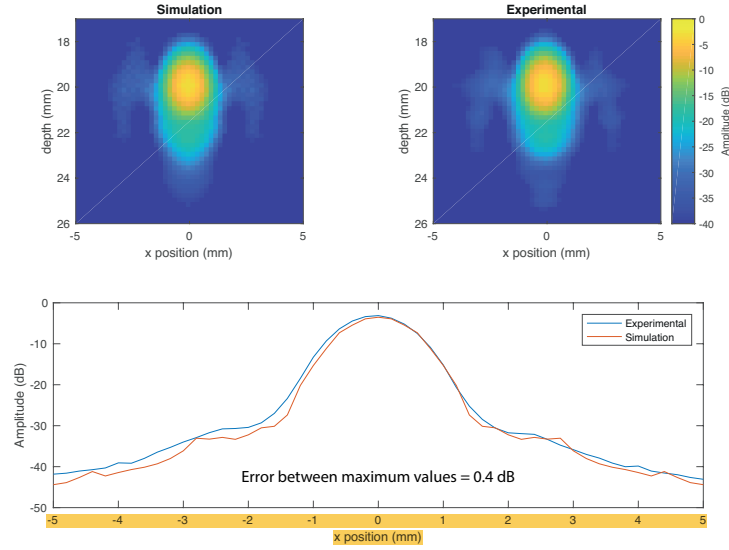 Simulation
Experimental
18
20
22
24
26
depth (mm)
-5
0
5
x position (mm)
18
20
22
24
26
depth (mm)
-5
0
5
x position (mm)
0
-5
-10
-15
-20
-25
-30
-35
-40
Amplitude (dB)
0
-10
-20
-30
-40
-50
Amplitude (dB)
Experimental
Simulation
Error between maximum values = 0.4 dB
-5 -4 -3 -2 -1 0 1 2 3 4 5
x position (mm)